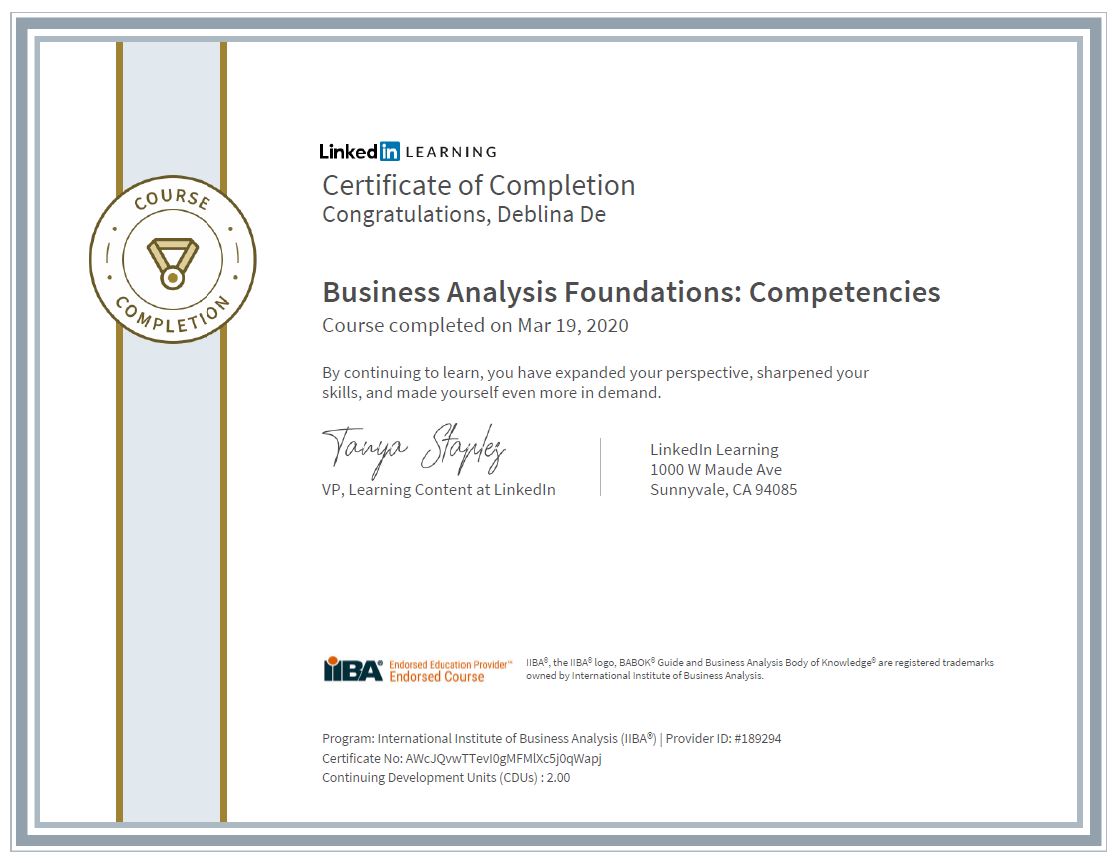 Linked in LEARNING
Certificate of Completion
Congratulations, Deblina De
COURSE
COMPLETION
Business Analysis Foundations: Competencies
Course completed on Mar 19, 2020
By continuing to learn, you have expanded your perspective, sharpened your
skills, and made yourself even more in demand.
Tanya Staples
VP, Learning Content at LinkedIn
LinkedIn Learning
1000 W Maude Ave
Sunnyvale, CA 94085
IIBA®
Endorsed Education Provider™
Endorsed Course
IIBA®, the IIBA® logo, BABOK® Guide and Business Analysis Body of Knowledge® are registered trademarks
owned by International Institute of Business Analysis.
Program: International Institute of Business Analysis (IIBA®) | Provider ID: #189294
Certificate No: AWcJQvwTTevI0gMFMlXc5j0qWapj
Continuing Development Units (CDUs) : 2.00